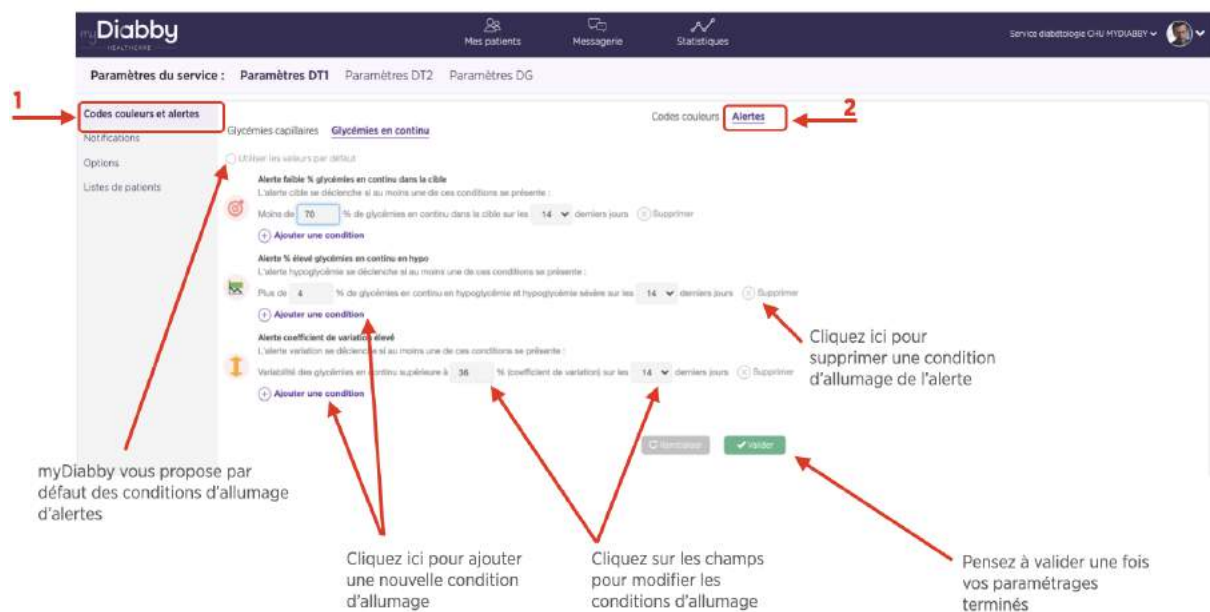 myDiabby
HEALTHCARE
Mes patients
Messagerie
Statistiques
Service diabétologie CHU MYDIABBY
Paramètres du service : Paramètres DT1 Paramètres DT2 Paramètres DG
1
Codes couleurs et alertes
Notifications
Options
Listes de patients
Codes couleurs Alertes
2
Glycémies capillaires Glycémies en continu
Utiliser les valeurs par défaut
Alerte faible % glycémies en continu dans la cible
L'alerte cible se déclenche si au moins une de ces conditions se présente :
Moins de 70 % de glycémies en continu dans la cible sur les 14 derniers jours Supprimer
Ajouter une condition
Alerte % élevé glycémies en continu en hypo
L'alerte hypoglycémie se déclenche si au moins une de ces conditions se présente :
Plus de 4 % de glycémies en continu en hypoglycémie et hypoglycémie sévère sur les 14 derniers jours Supprimer
Ajouter une condition
Alerte coefficient de variation élevé
L'alerte variation se déclenche si au moins une de ces conditions se présente :
Variabilité des glycémies en continu supérieure à 36 % (coefficient de variation) sur les 14 derniers jours Supprimer
Ajouter une condition
Réinitialiser
Valider
Cliquez ici pour
supprimer une condition
d'allumage de l'alerte
myDiabby vous propose par
défaut des conditions d'allumage
d'alertes
Cliquez ici pour ajouter
une nouvelle condition
d'allumage
Cliquez sur les champs
pour modifier les
conditions d'allumage
Pensez à valider une fois
vos paramétrages
terminés